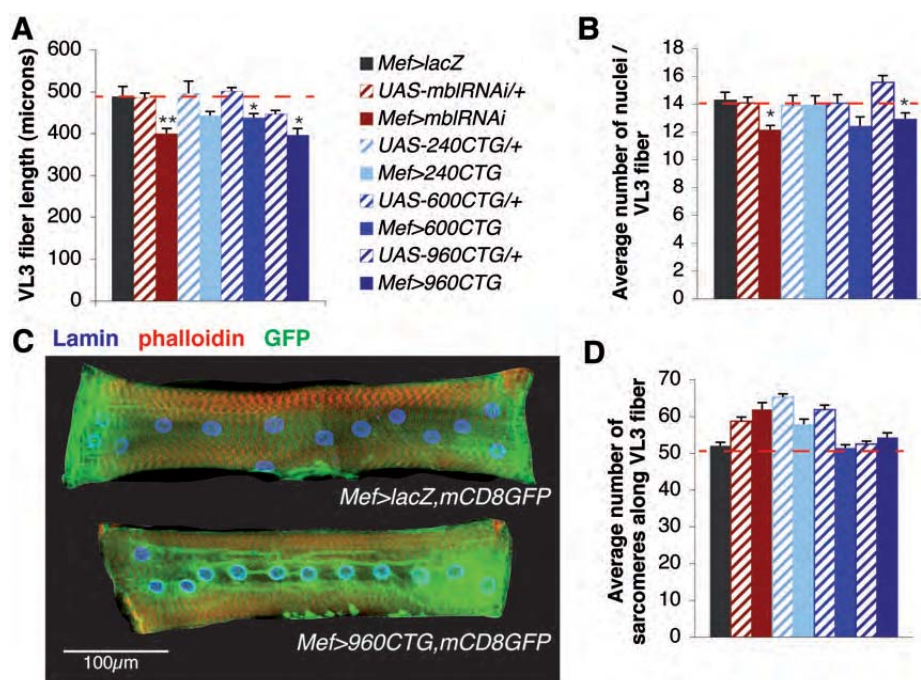 A
VL3 fiber length (microns)
600
500
400
300
200
100
0
**
*
*
Mef>lacZ
UAS-mblRNAi/+
Mef>mblRNAi
UAS-240CTG/+
Mef>240CTG
UAS-600CTG/+
Mef>600CTG
UAS-960CTG/+
Mef>960CTG
B
Average number of nuclei /
VL3 fiber
18
16
14
12
10
8
6
4
2
0
*
*
C
Lamin phalloidin GFP
Mef>lacZ,mCD8GFP
Mef>960CTG,mCD8GFP
100µm
D
Average number of
sarcomeres along VL3 fiber
70
60
50
40
30
20
10
0